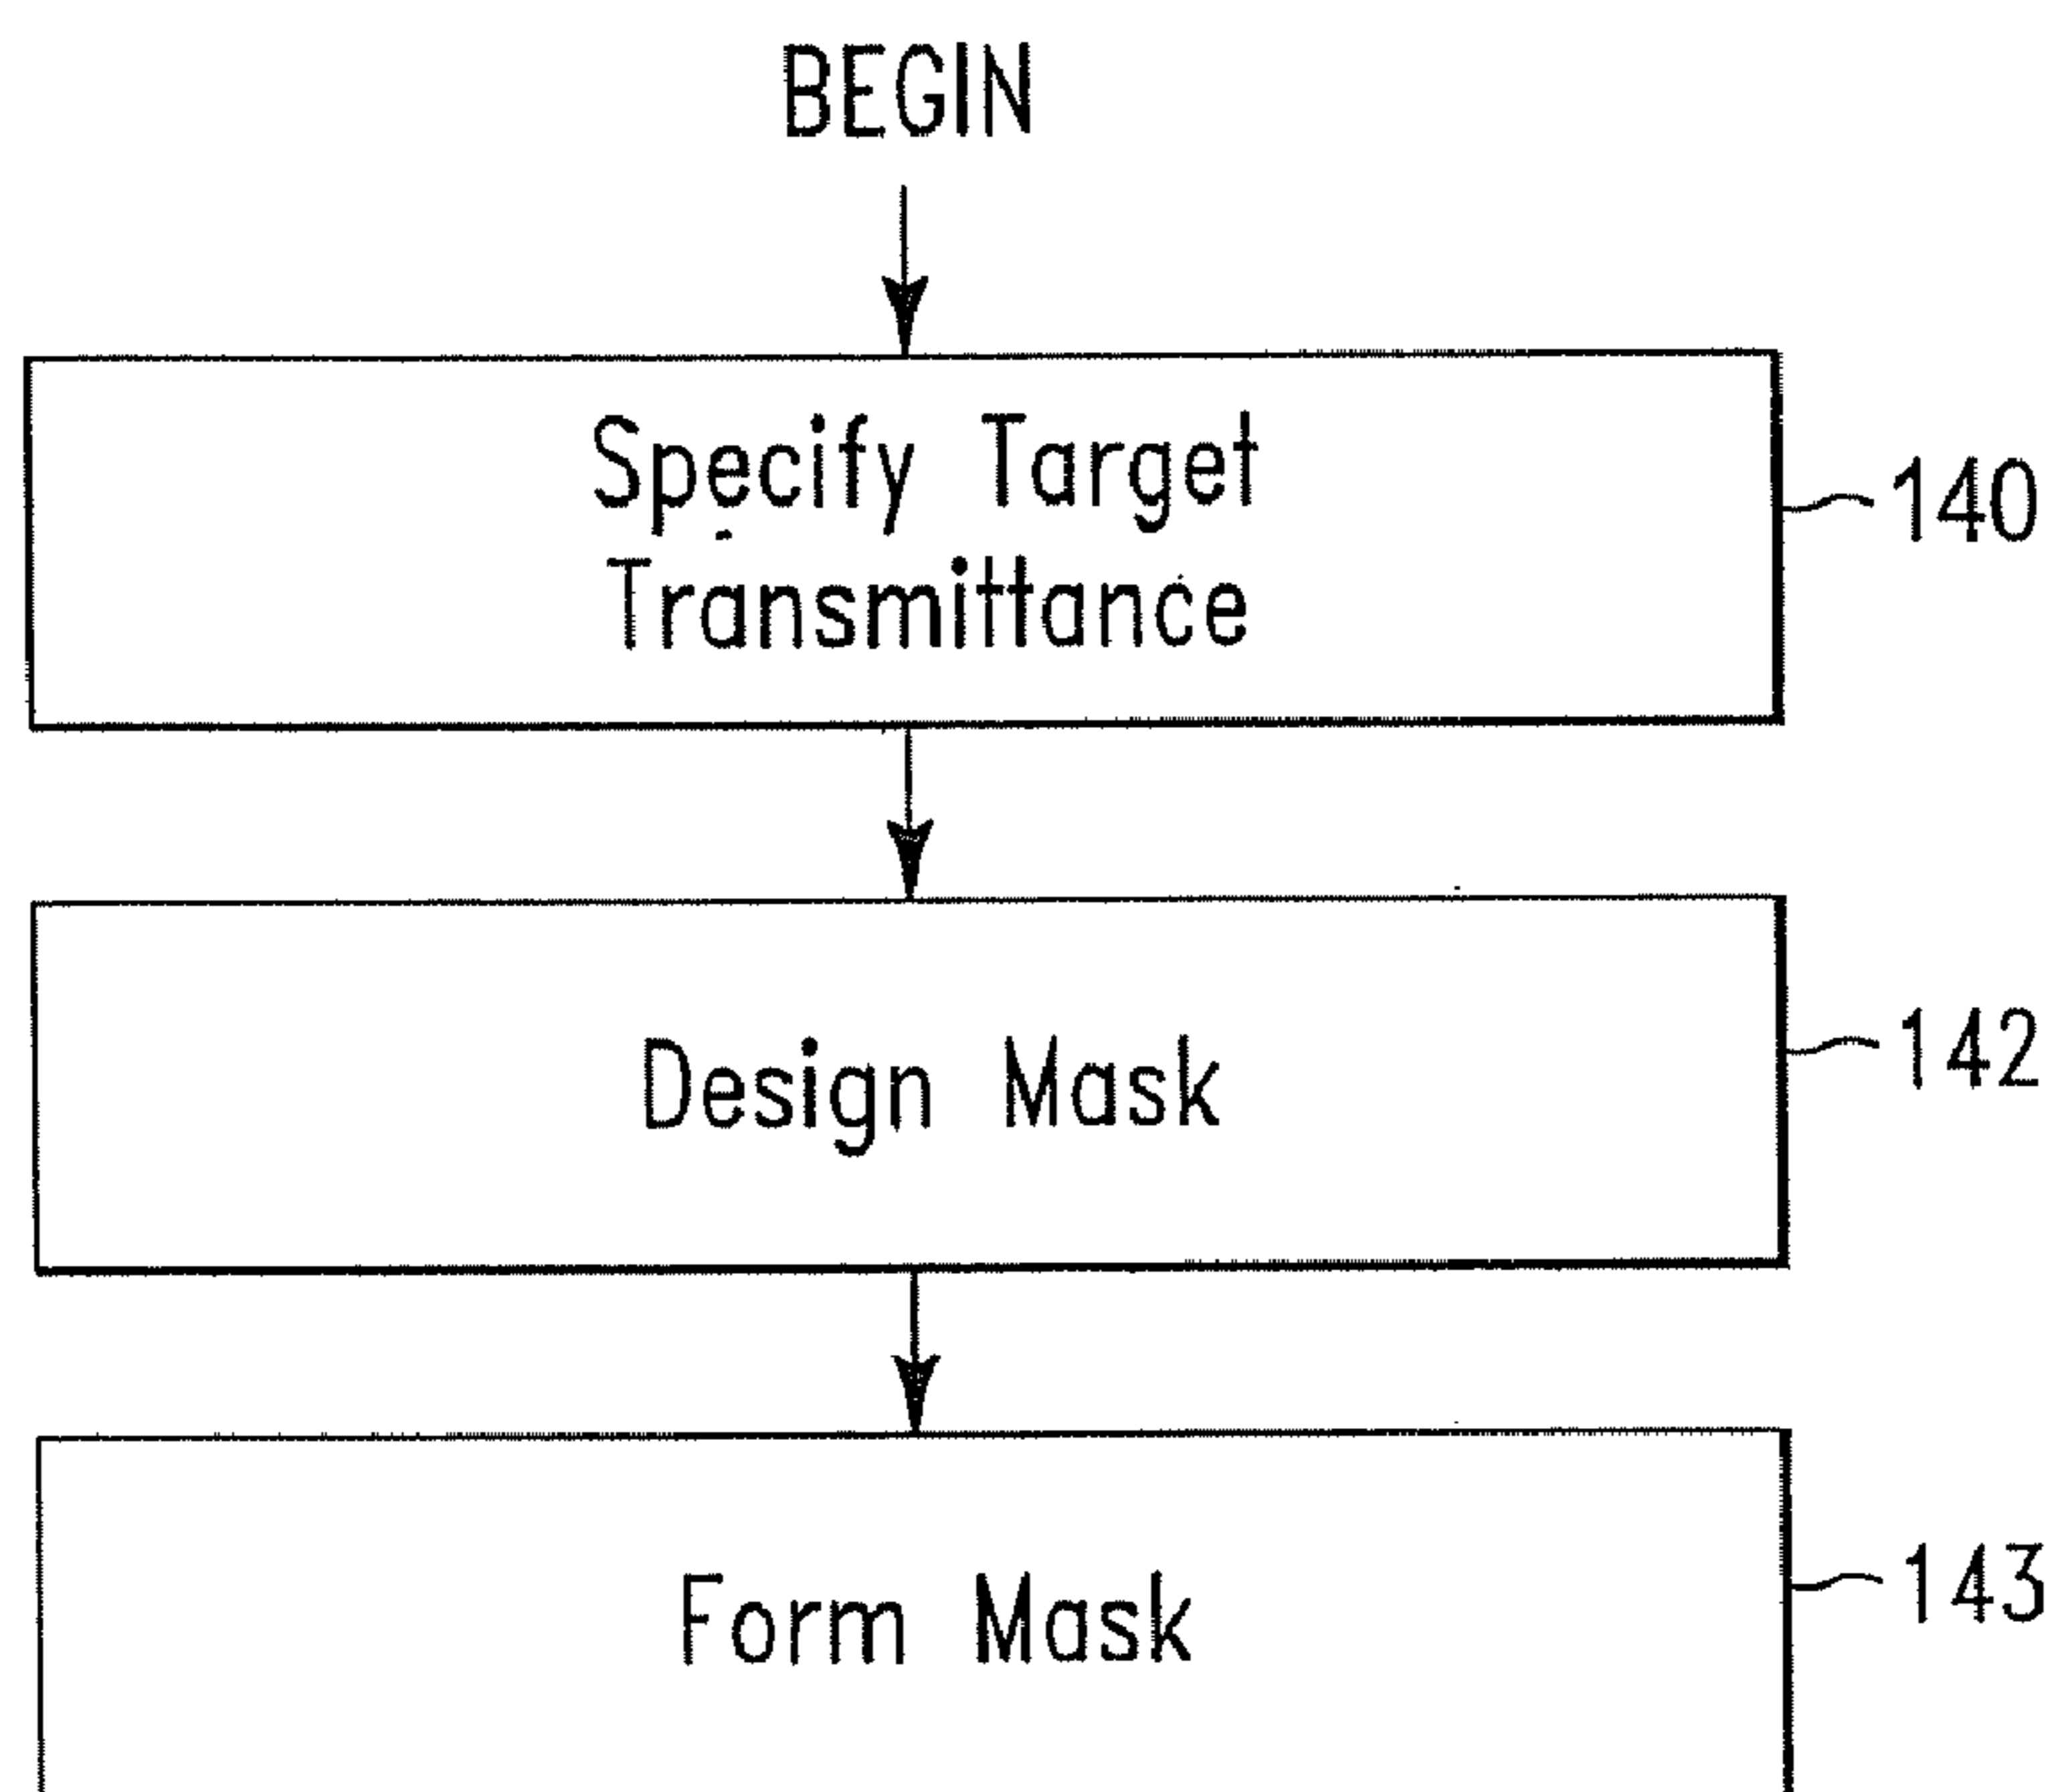 BEGIN
Specify Target
Transmittance
140
Design Mask
142
Form Mask
143